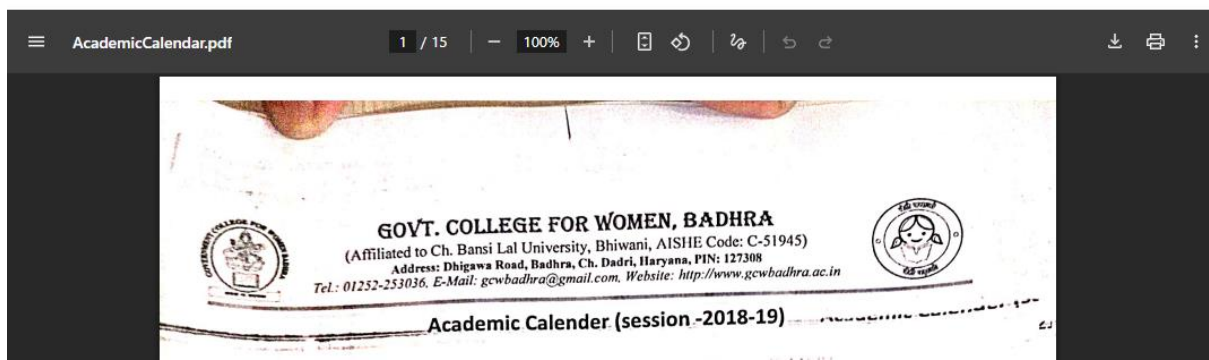 AcademicCalendar.pdf
1 / 15
100%
GOVT. COLLEGE FOR WOMEN, BADHRA
(Affiliated to Ch. Bansi Lal University, Bhiwani, AISHE Code: C-51945)
Address: Dhigawa Road, Badhra, Ch. Dadri, Haryana, PIN: 127308
Tel.: 01252-253036, E-Mail: gcwbadhra@gmail.com, Website: http://www.gcwbadhra.ac.in
Academic Calender (session -2018-19)